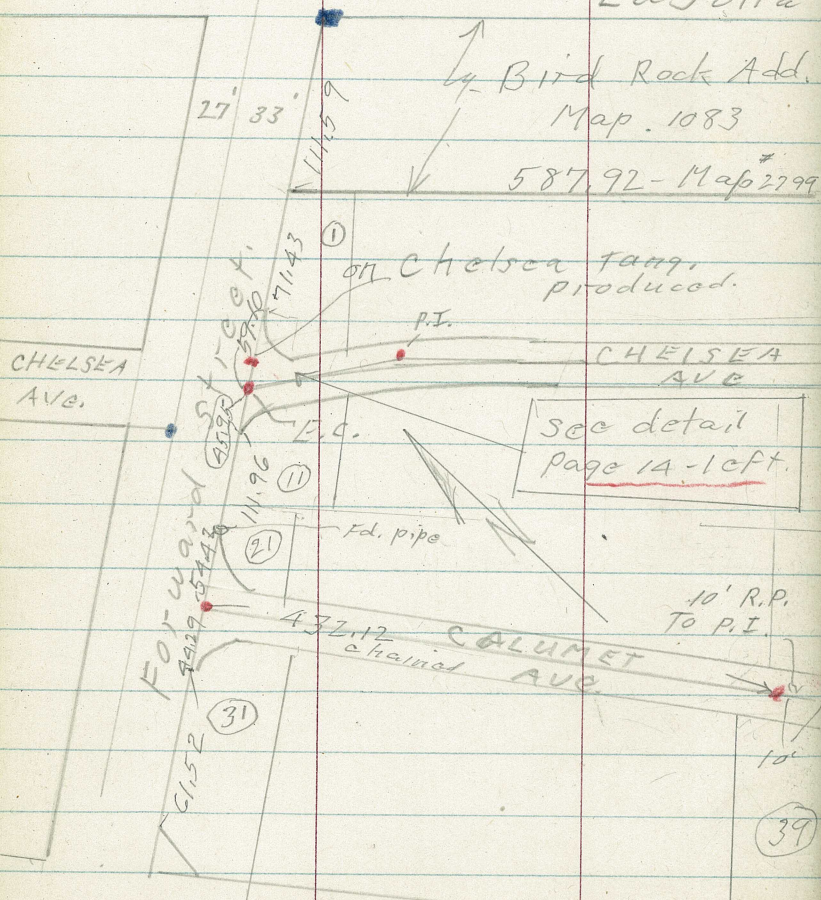 Bird Rock Add.
Map. 1083
27' 33'
111.59
587.92 - Map #2799
1
71.43
on Chelsea Tang.
produced.
59.10
P.I.
CHELSEA
AVE
CHELSEA
AVE.
Forward Street.
E.C.
see detail
page 14 - left.
11
111.96
Fd. pipe
21
54.43
10' R.P.
To P.I.
432.12
chained
CALUMET
AVE.
31
61.52
10'
39